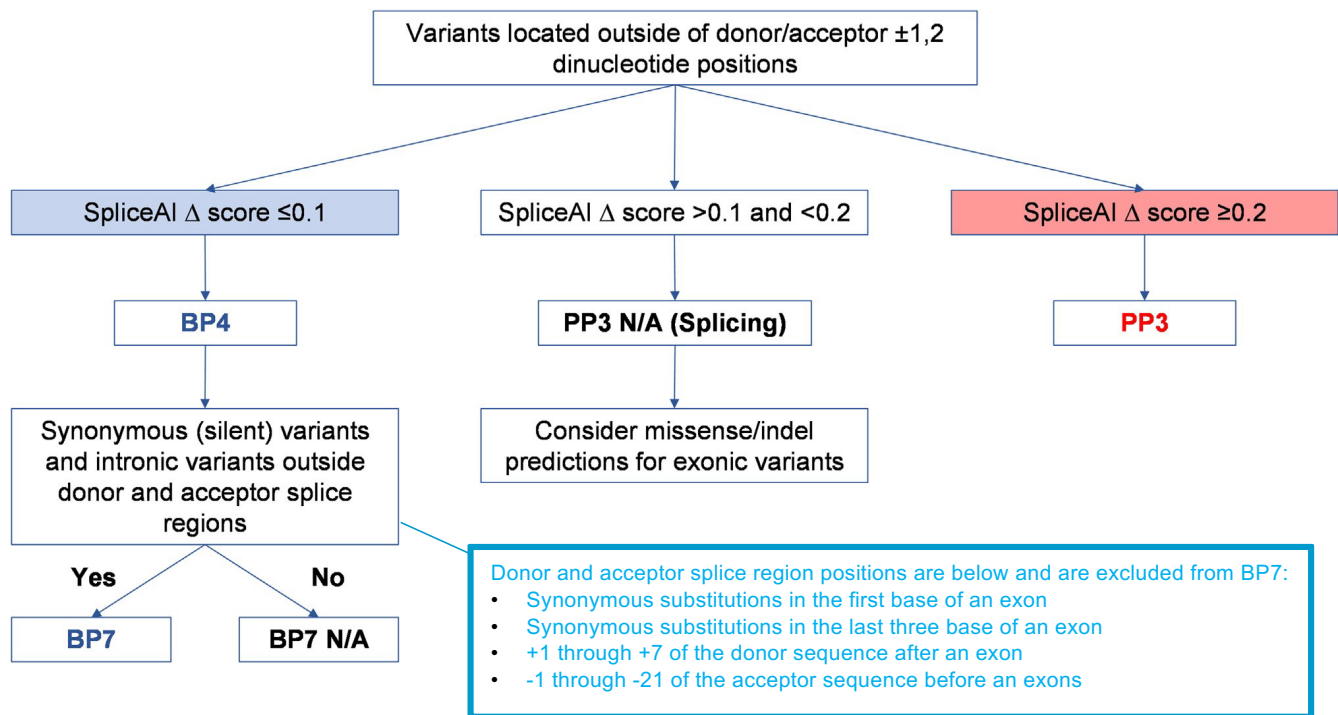 Variants located outside of donor/acceptor ±1,2
dinucleotide positions
SpliceAI Δ score ≤0.1
SpliceAI Δ score >0.1 and <0.2
SpliceAI Δ score ≥0.2
BP4
PP3 N/A (Splicing)
PP3
Synonymous (silent) variants
and intronic variants outside
donor and acceptor splice
regions
Consider missense/indel
predictions for exonic variants
Yes
No
BP7
BP7 N/A
Donor and acceptor splice region positions are below and are excluded from BP7:
• Synonymous substitutions in the first base of an exon
• Synonymous substitutions in the last three base of an exon
• +1 through +7 of the donor sequence after an exon
• -1 through -21 of the acceptor sequence before an exons